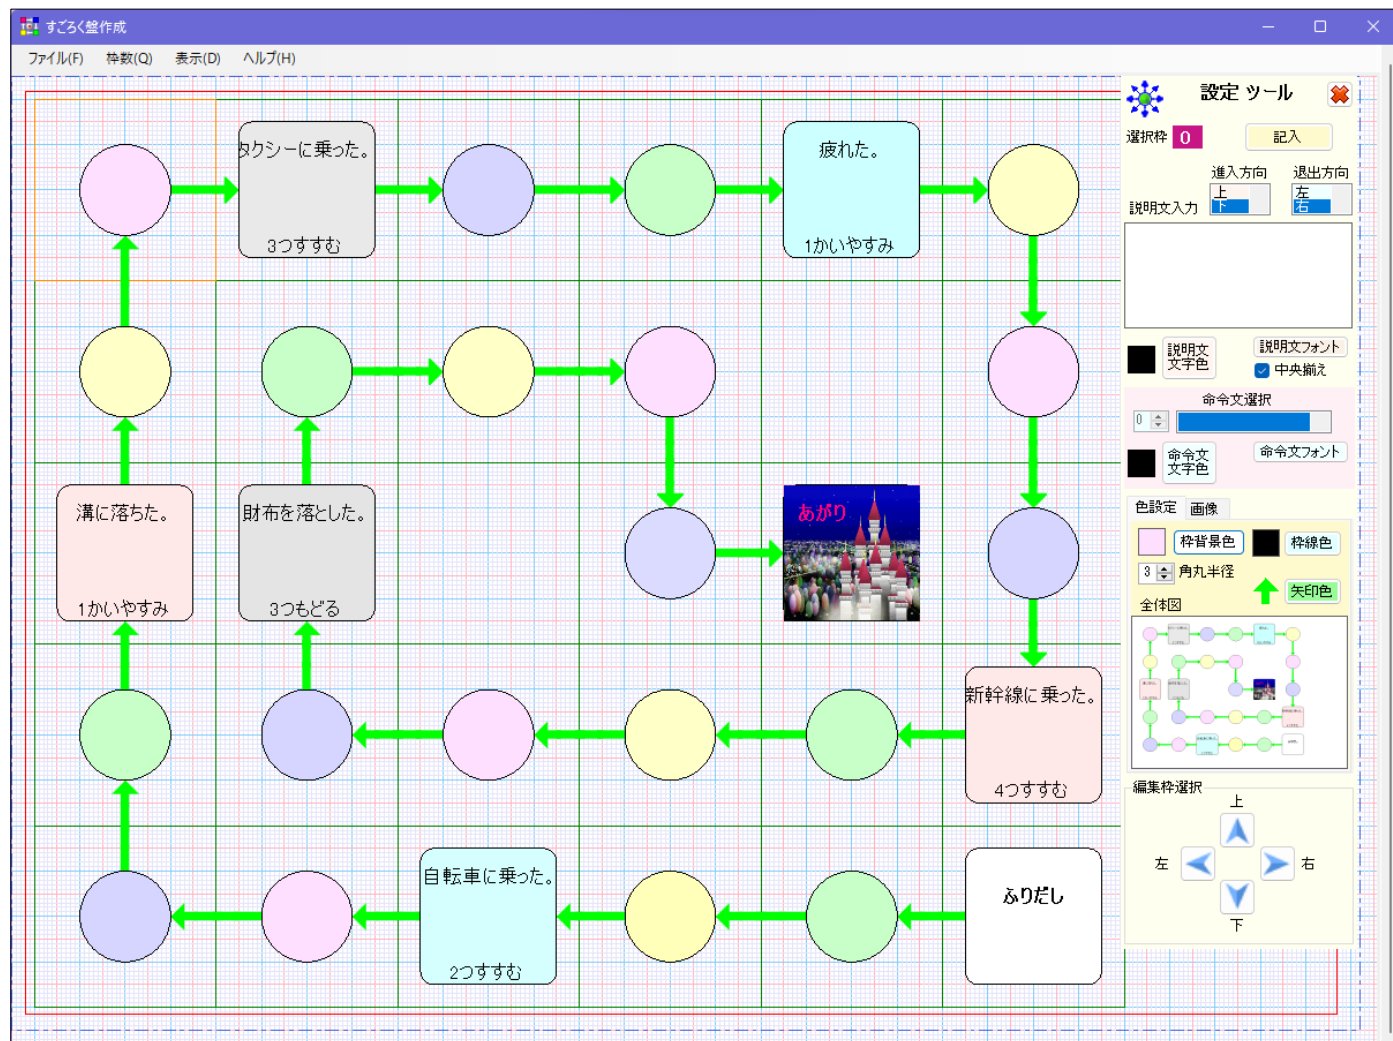 すごろく盤作成
ファイル(F) 枠数(Q) 表示(D) ヘルプ(H)
タクシーに乗った。
3つすすむ
疲れた。
1かいやすみ
溝に落ちた。
1かいやすみ
財布を落とした。
3つもどる
あがり
新幹線に乗った。
4つすすむ
自転車に乗った。
2つすすむ
ふりだし
設定 ツール
選択枠 0 記入
進入方向 退出方向
上 左
説明文入力 下 右
説明文
文字色
説明文フォント
中央揃え
命令文選択
0
命令文
文字色
命令文フォント
色設定 画像
枠背景色 枠線色
3 角丸半径
矢印色
全体図
編集枠選択
上
左 右
下